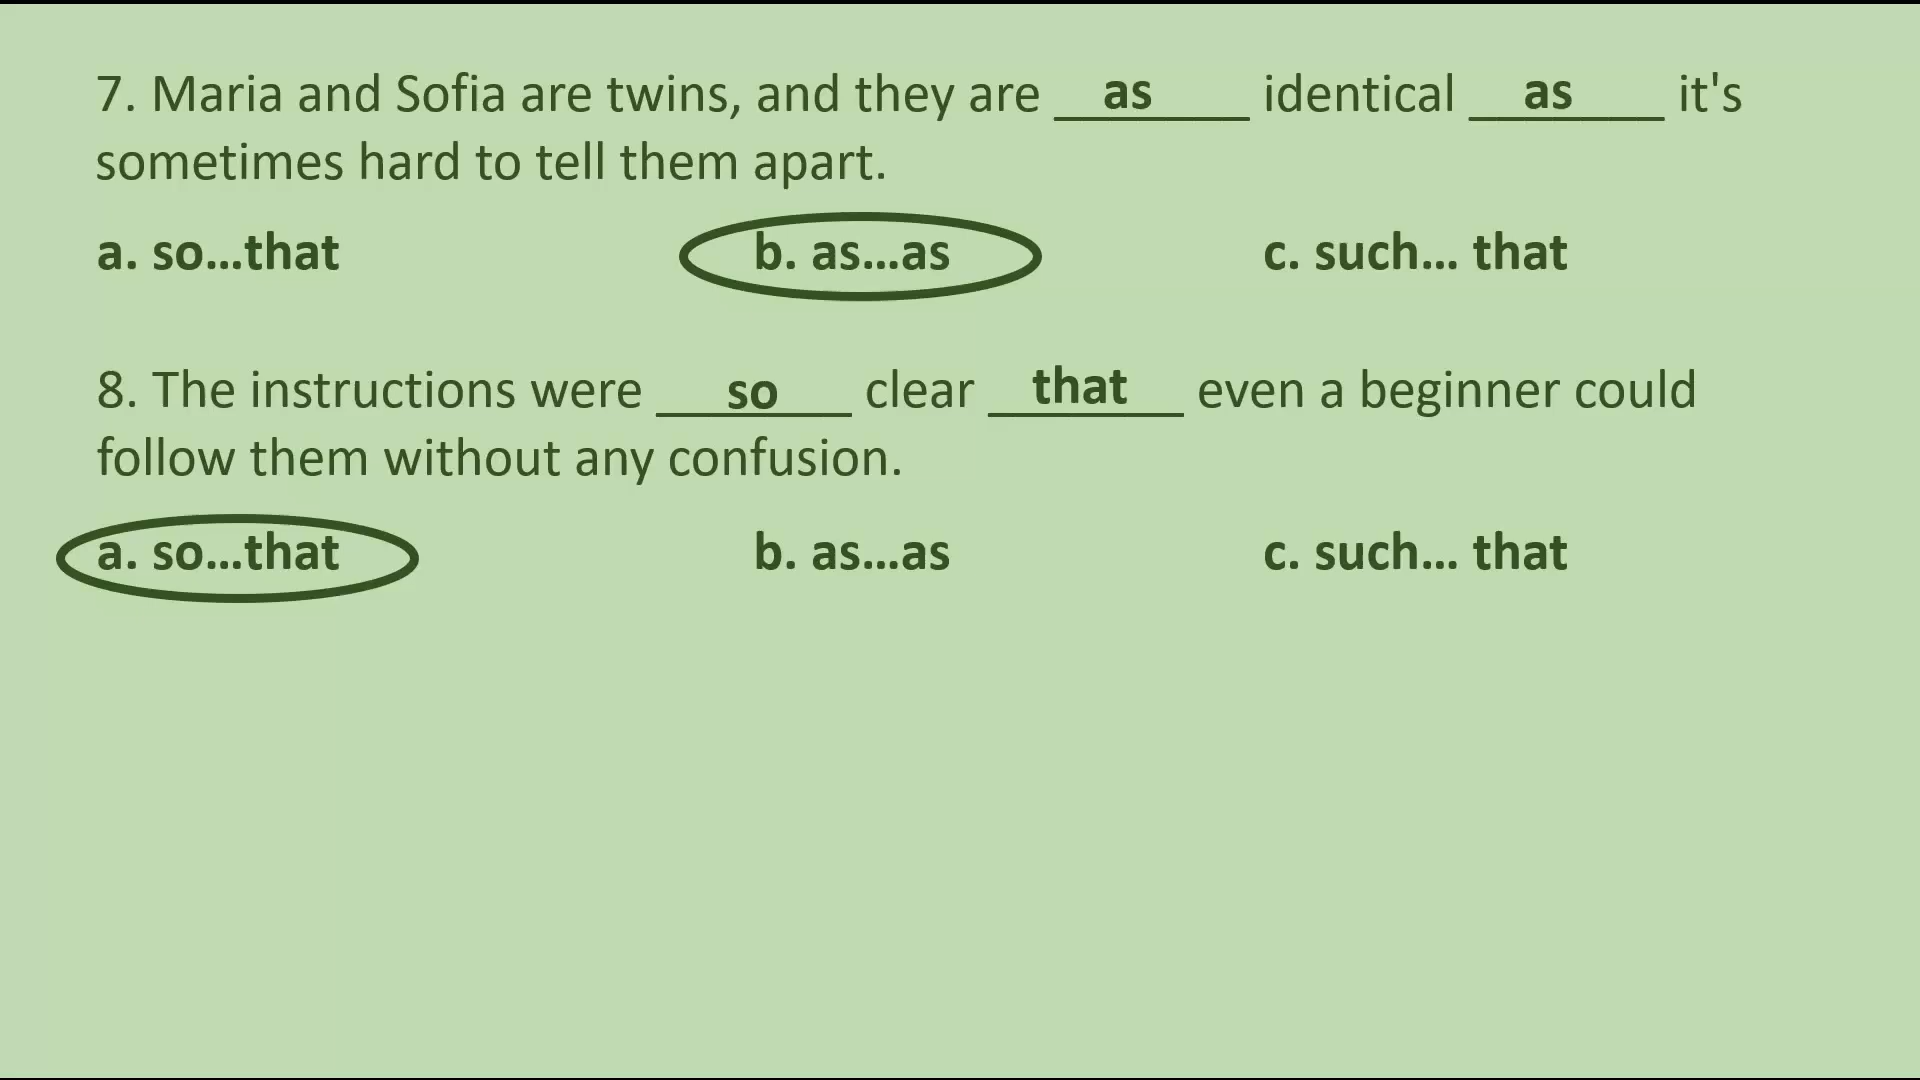 7. Maria and Sofia are twins, and they are as identical as it's
sometimes hard to tell them apart.
a. so...that b. as...as c. such... that
8. The instructions were so clear that even a beginner could
follow them without any confusion.
a. so...that b. as...as c. such... that